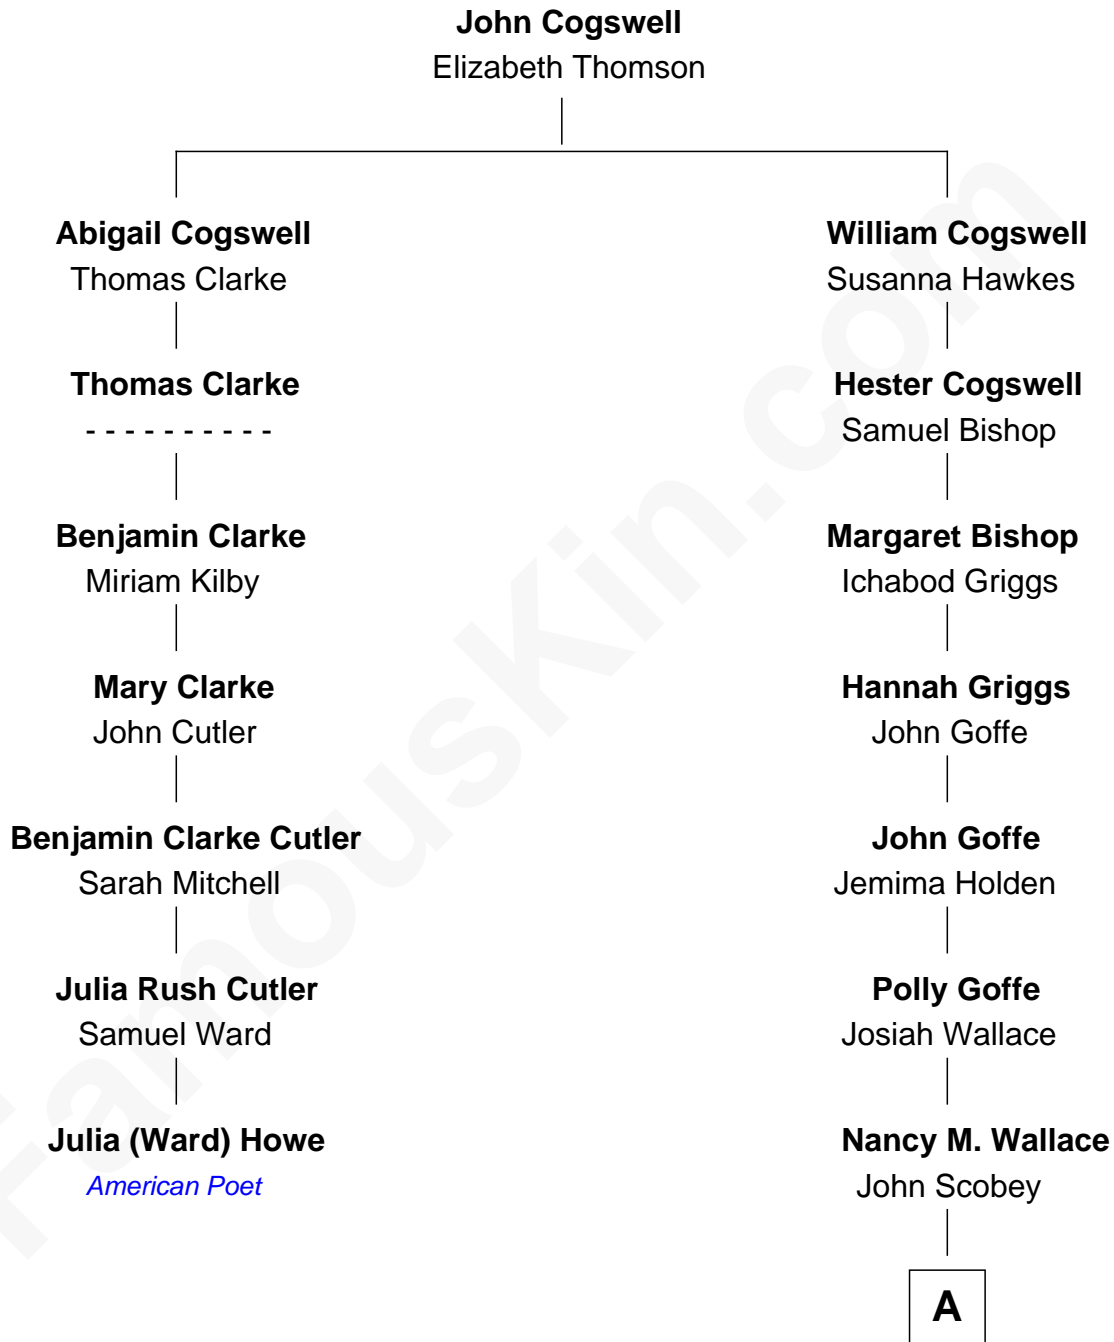 John Cogswell
Elizabeth Thomson
Abigail Cogswell
Thomas Clarke
William Cogswell
Susanna Hawkes
Thomas Clarke
- - - - - - - - - -
Hester Cogswell
Samuel Bishop
Benjamin Clarke
Miriam Kilby
Margaret Bishop
Ichabod Griggs
Mary Clarke
John Cutler
Hannah Griggs
John Goffe
Benjamin Clarke Cutler
Sarah Mitchell
John Goffe
Jemima Holden
Julia Rush Cutler
Samuel Ward
Polly Goffe
Josiah Wallace
Julia (Ward) Howe
American Poet
Nancy M. Wallace
John Scobey
A
FamousKin.com